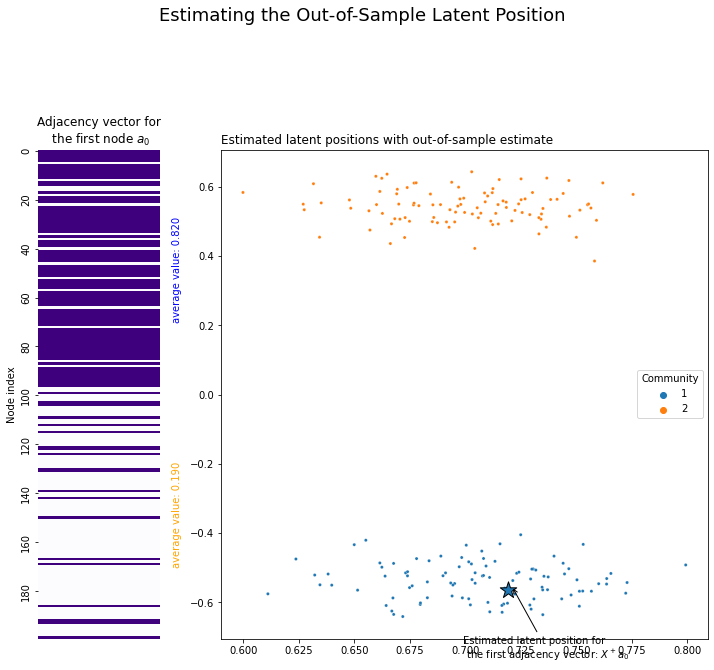 Estimating the Out-of-Sample Latent Position
Adjacency vector for
the first node a₀
Node index
0
20
40
60
80
100
120
140
160
180
average value: 0.820
average value: 0.190
Estimated latent positions with out-of-sample estimate
0.6
0.4
0.2
0.0
−0.2
−0.4
−0.6
Community
1
2
0.600 0.625 0.650 0.675 0.700 0.725 0.750 0.775 0.800
Estimated latent position for
the first adjacency vector: X⁺a₀